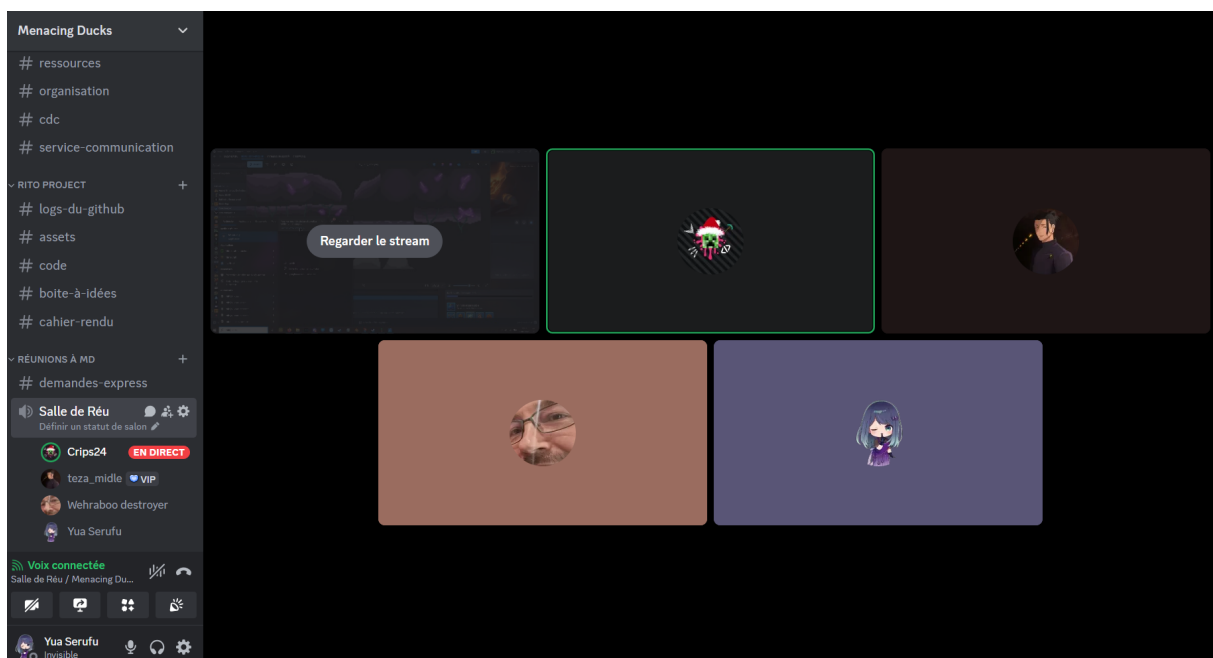 Menacing Ducks
# ressources
# organisation
# cdc
# service-communication
RITO PROJECT
# logs-du-github
# assets
# code
# boite-à-idées
# cahier-rendu
RÉUNIONS À MD
# demandes-express
Salle de Réu
Définir un statut de salon
Crips24 EN DIRECT
teza_midle VIP
Wehraboo destroyer
Yua Serufu
Voix connectée
Salle de Réu / Menacing Du...
Yua Serufu
Invisible
Regarder le stream